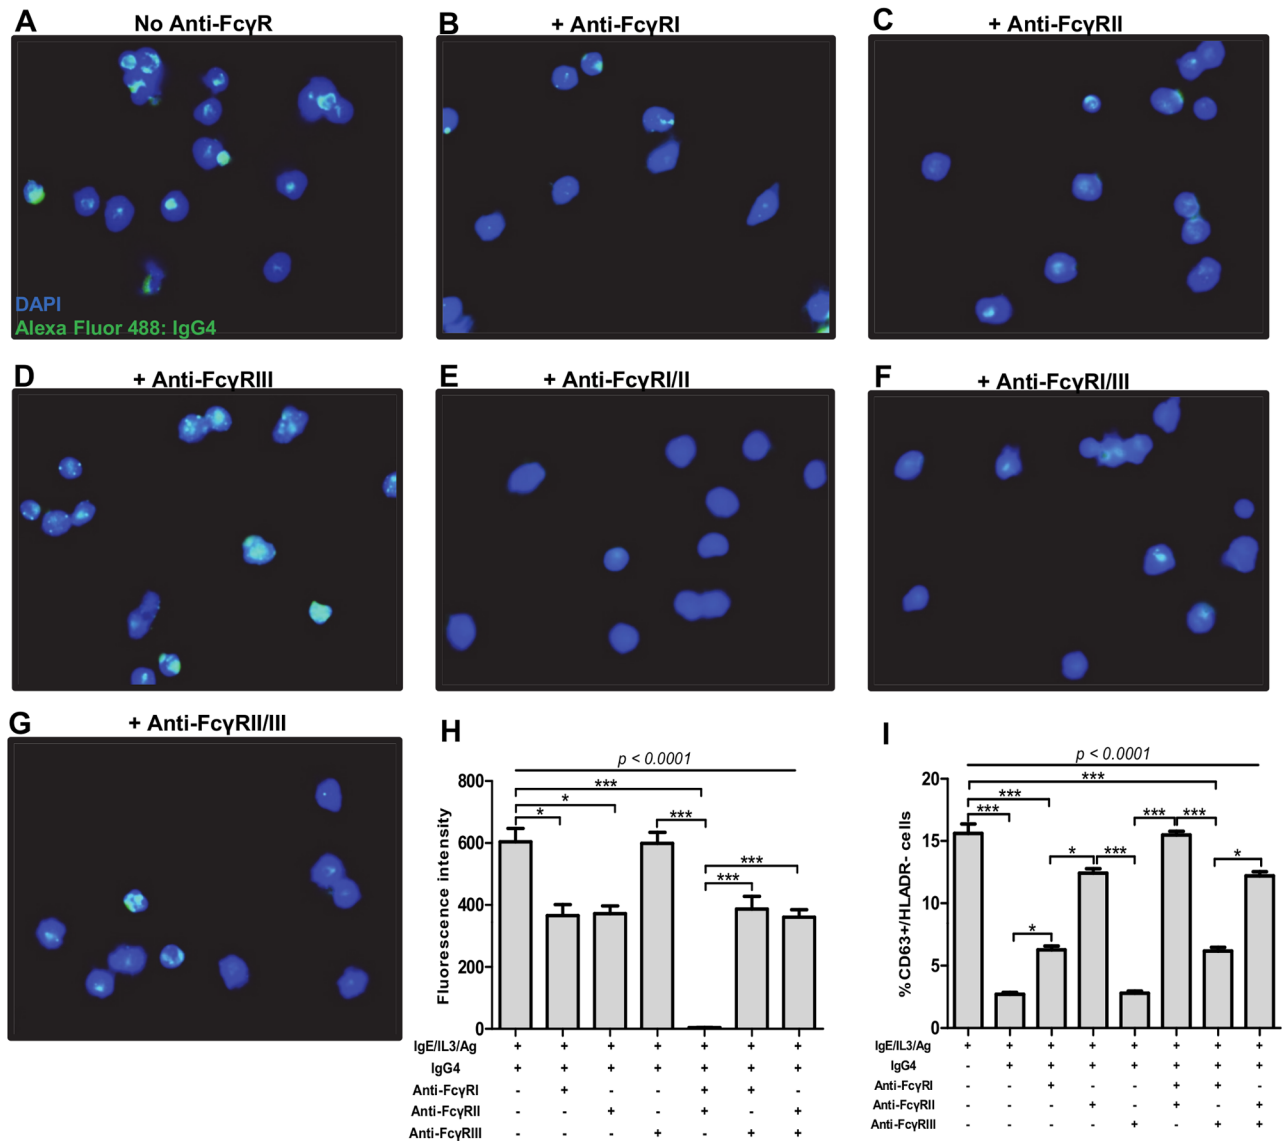 A No Anti-FcγR
B + Anti-FcγRI
C + Anti-FcγRII
DAPI
Alexa Fluor 488: IgG4
D + Anti-FcγRIII
E + Anti-FcγRI/II
F + Anti-FcγRI/III
G + Anti-FcγRII/III
H
p < 0.0001
***
*
*
***
***
***
Fluorescence intensity
800
600
400
200
0
IgE/IL3/Ag + + + + + + +
IgG4 + + + + + + +
Anti-FcγRI - + - - + + -
Anti-FcγRII - - + - + - +
Anti-FcγRIII - - - + - + +
I
p < 0.0001
***
***
***
*** ***
* ***
*
*
%CD63+/HLADR- cells
20
15
10
5
0
IgE/IL3/Ag + + + + + + + +
IgG4 - + + + + + + +
Anti-FcγRI - - + - - + + -
Anti-FcγRII - - - + - + - +
Anti-FcγRIII - - - - + - + +